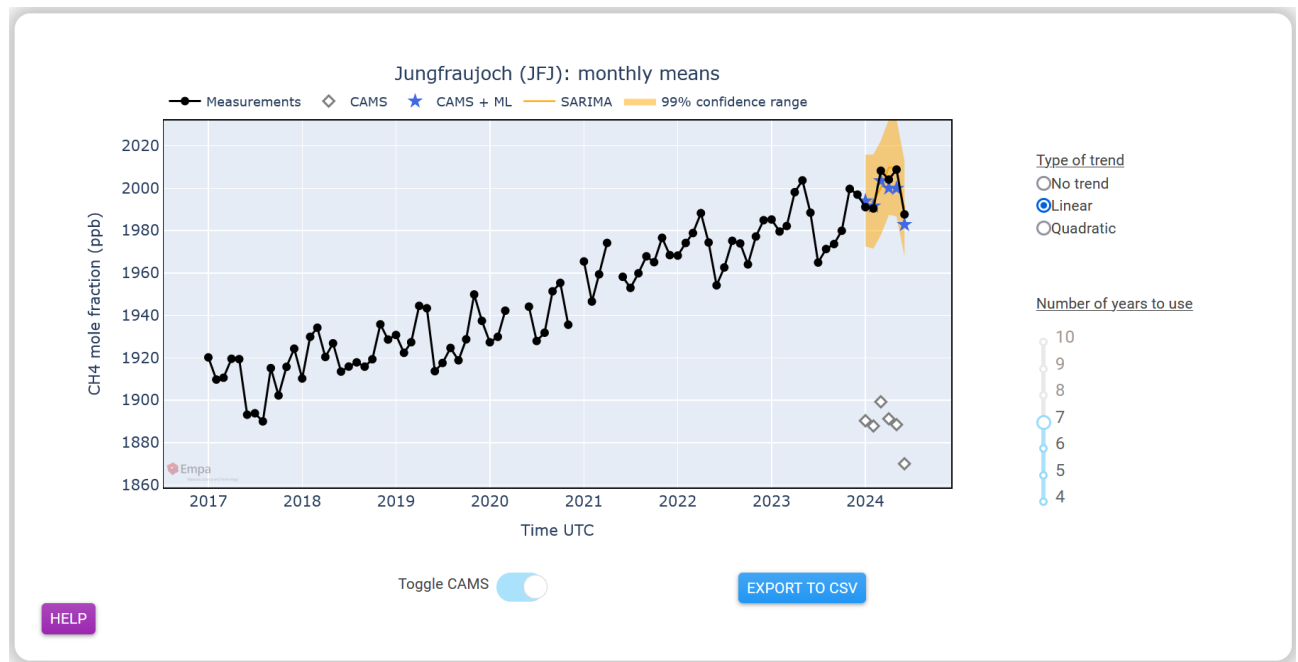 Jungfraujoch (JFJ): monthly means
Measurements CAMS CAMS + ML SARIMA 99% confidence range
CH4 mole fraction (ppb)
2020
2000
1980
1960
1940
1920
1900
1880
1860
Empa
2017 2018 2019 2020 2021 2022 2023 2024
Time UTC
Type of trend
No trend
Linear
Quadratic
Number of years to use
10
9
8
7
6
5
4
Toggle CAMS
EXPORT TO CSV
HELP